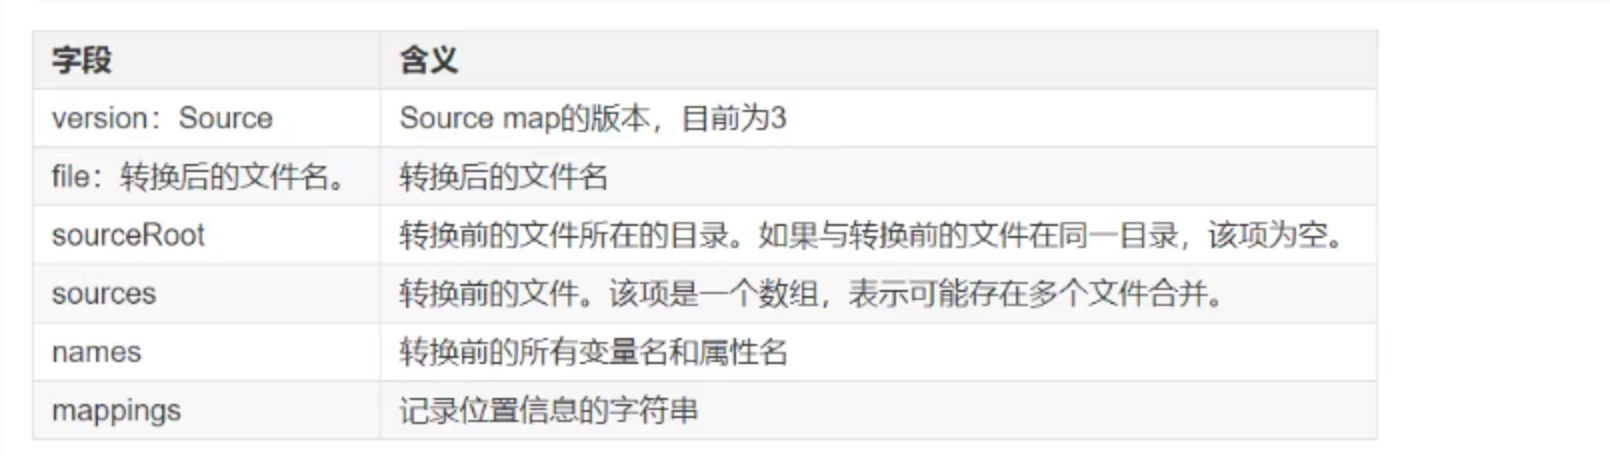 字段 含义
version：Source Source map的版本，目前为3
file：转换后的文件名。 转换后的文件名
sourceRoot 转换前的文件所在的目录。如果与转换前的文件在同一目录，该项为空。
sources 转换前的文件。该项是一个数组，表示可能存在多个文件合并。
names 转换前的所有变量名和属性名
mappings 记录位置信息的字符串